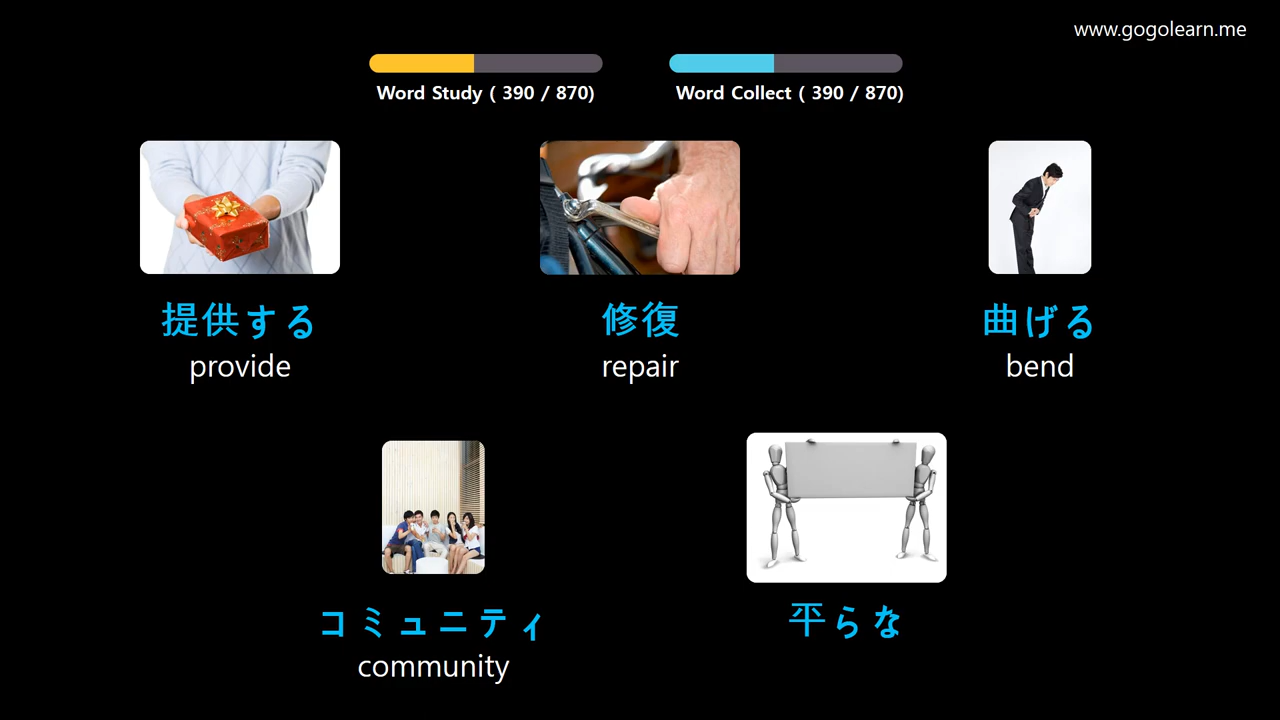 www.gogolearn.me
Word Study ( 390 / 870)
Word Collect ( 390 / 870)
提供する
provide
修復
repair
曲げる
bend
コミュニティ
community
平らな